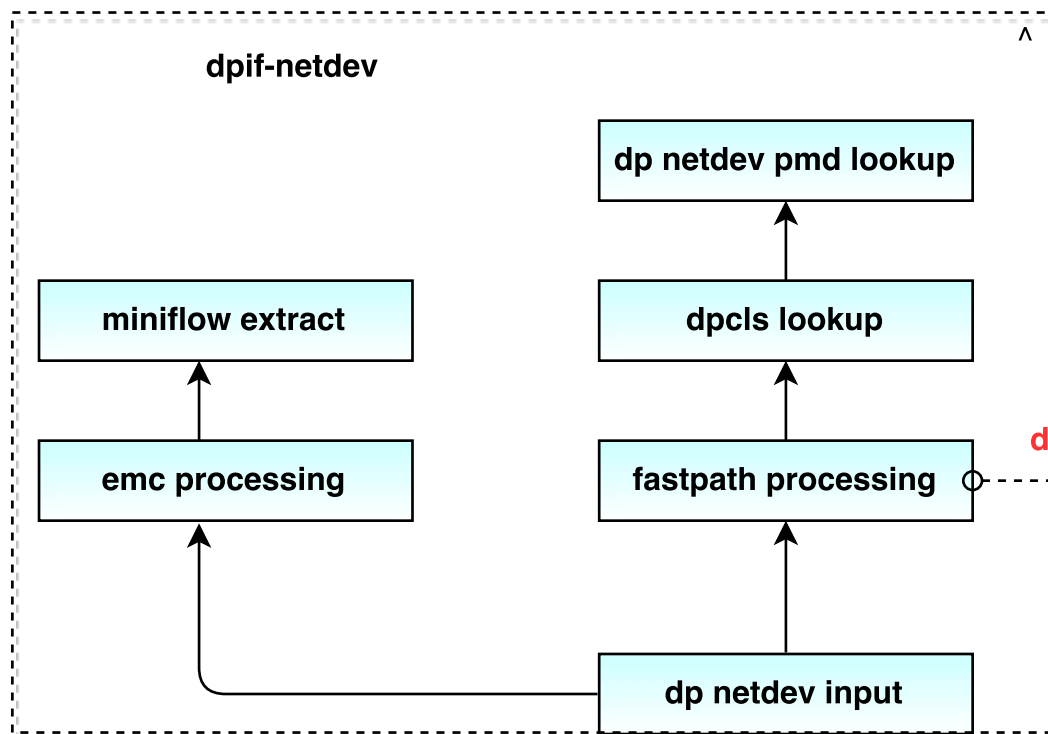 ^
dpif-netdev
dp netdev pmd lookup
miniflow extract
dpcls lookup
d
emc processing
fastpath processing
dp netdev input